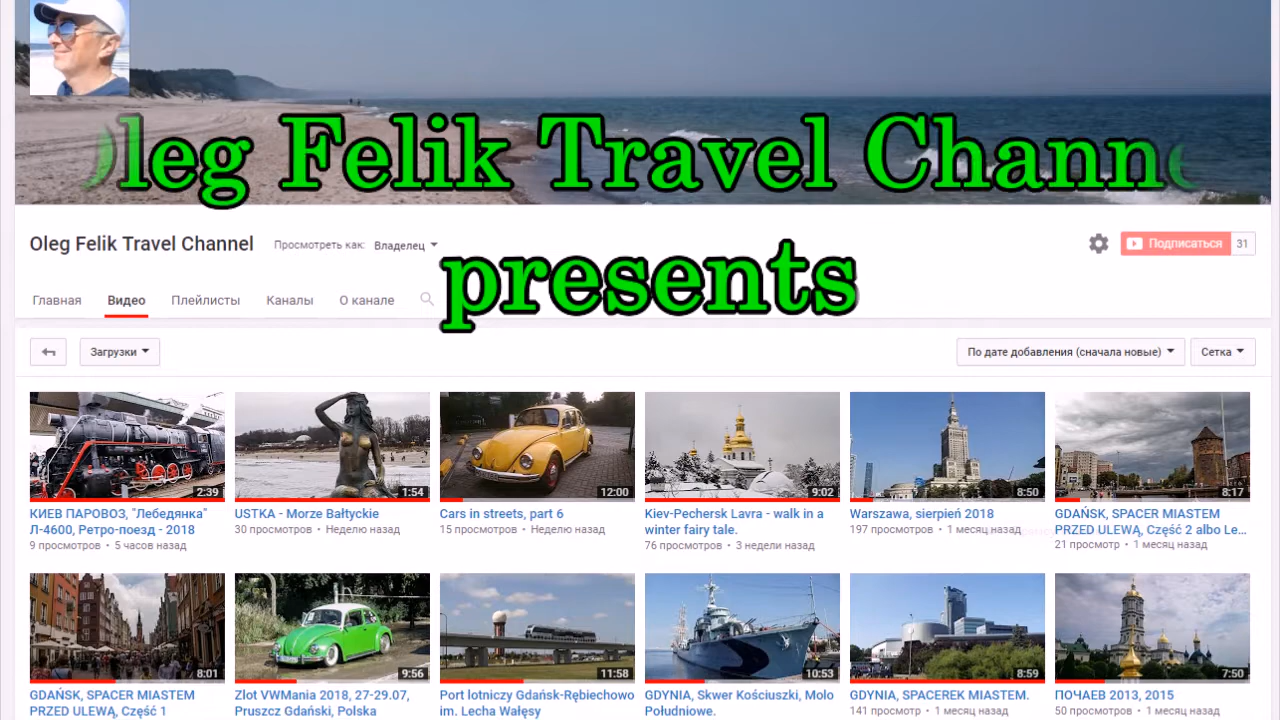 Oleg Felik Travel Channe
Oleg Felik Travel Channel
Просмотреть как: Владелец
Подписаться 31
presents
Главная Видео Плейлисты Каналы О канале
Загрузки
По дате добавления (сначала новые) Сетка
2:39 1:54 12:00 9:02 8:50 8:17
КИЕВ ПАРОВОЗ, "Лебедянка"
Л-4600, Ретро-поезд - 2018
9 просмотров • 5 часов назад
USTKA - Morze Bałtyckie
30 просмотров • Неделю назад
Cars in streets, part 6
15 просмотров • Неделю назад
Kiev-Pechersk Lavra - walk in a
winter fairy tale.
76 просмотров • 3 недели назад
Warszawa, sierpień 2018
197 просмотров • 1 месяц назад
GDAŃSK, SPACER MIASTEM
PRZED ULEWĄ, Część 2 albo Le...
21 просмотр • 1 месяц назад
8:01 9:56 11:58 10:53 8:59 7:50
GDAŃSK, SPACER MIASTEM
PRZED ULEWĄ, Część 1
Zlot VWMania 2018, 27-29.07,
Pruszcz Gdański, Polska
Port lotniczy Gdańsk-Rębiechowo
im. Lecha Wałęsy
GDYNIA, Skwer Kościuszki, Molo
Południowe.
GDYNIA, SPACEREK MIASTEM.
141 просмотр • 1 месяц назад
ПОЧАЕВ 2013, 2015
50 просмотров • 1 месяц назад